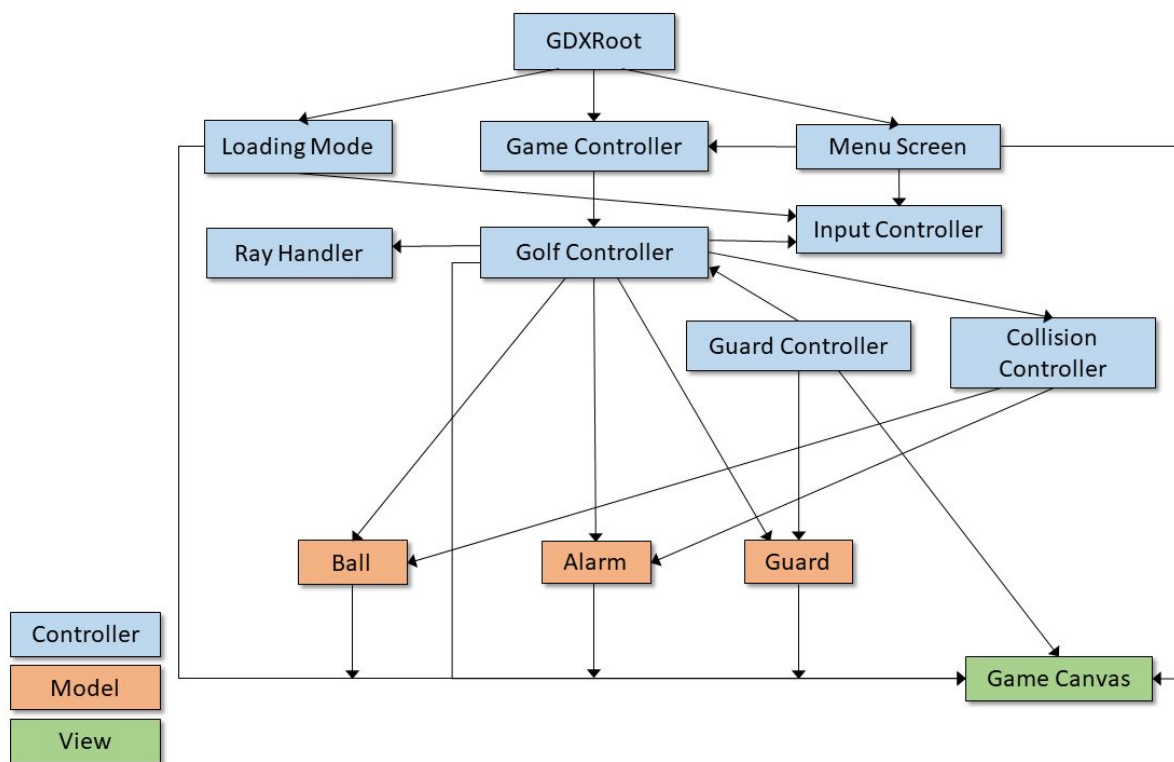 GDXRoot
Loading Mode
Game Controller
Menu Screen
Input Controller
Ray Handler
Golf Controller
Guard Controller
Collision
Controller
Ball
Alarm
Guard
Controller
Model
View
Game Canvas